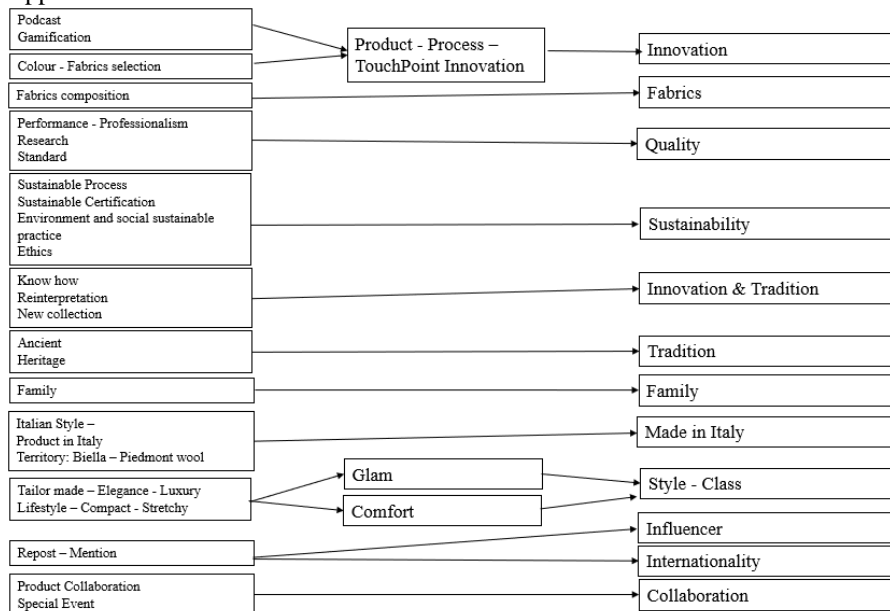 Podcast
Gamification
Product - Process –
TouchPoint Innovation
Innovation
Colour - Fabrics selection
Fabrics composition
Fabrics
Performance - Professionalism
Research
Standard
Quality
Sustainable Process
Sustainable Certification
Environment and social sustainable
practice
Ethics
Sustainability
Know how
Reinterpretation
New collection
Innovation & Tradition
Ancient
Heritage
Tradition
Family
Family
Italian Style –
Product in Italy
Territory: Biella – Piedmont wool
Made in Italy
Tailor made – Elegance - Luxury
Lifestyle – Compact - Stretchy
Glam
Comfort
Style - Class
Repost – Mention
Influencer
Internationality
Product Collaboration
Special Event
Collaboration